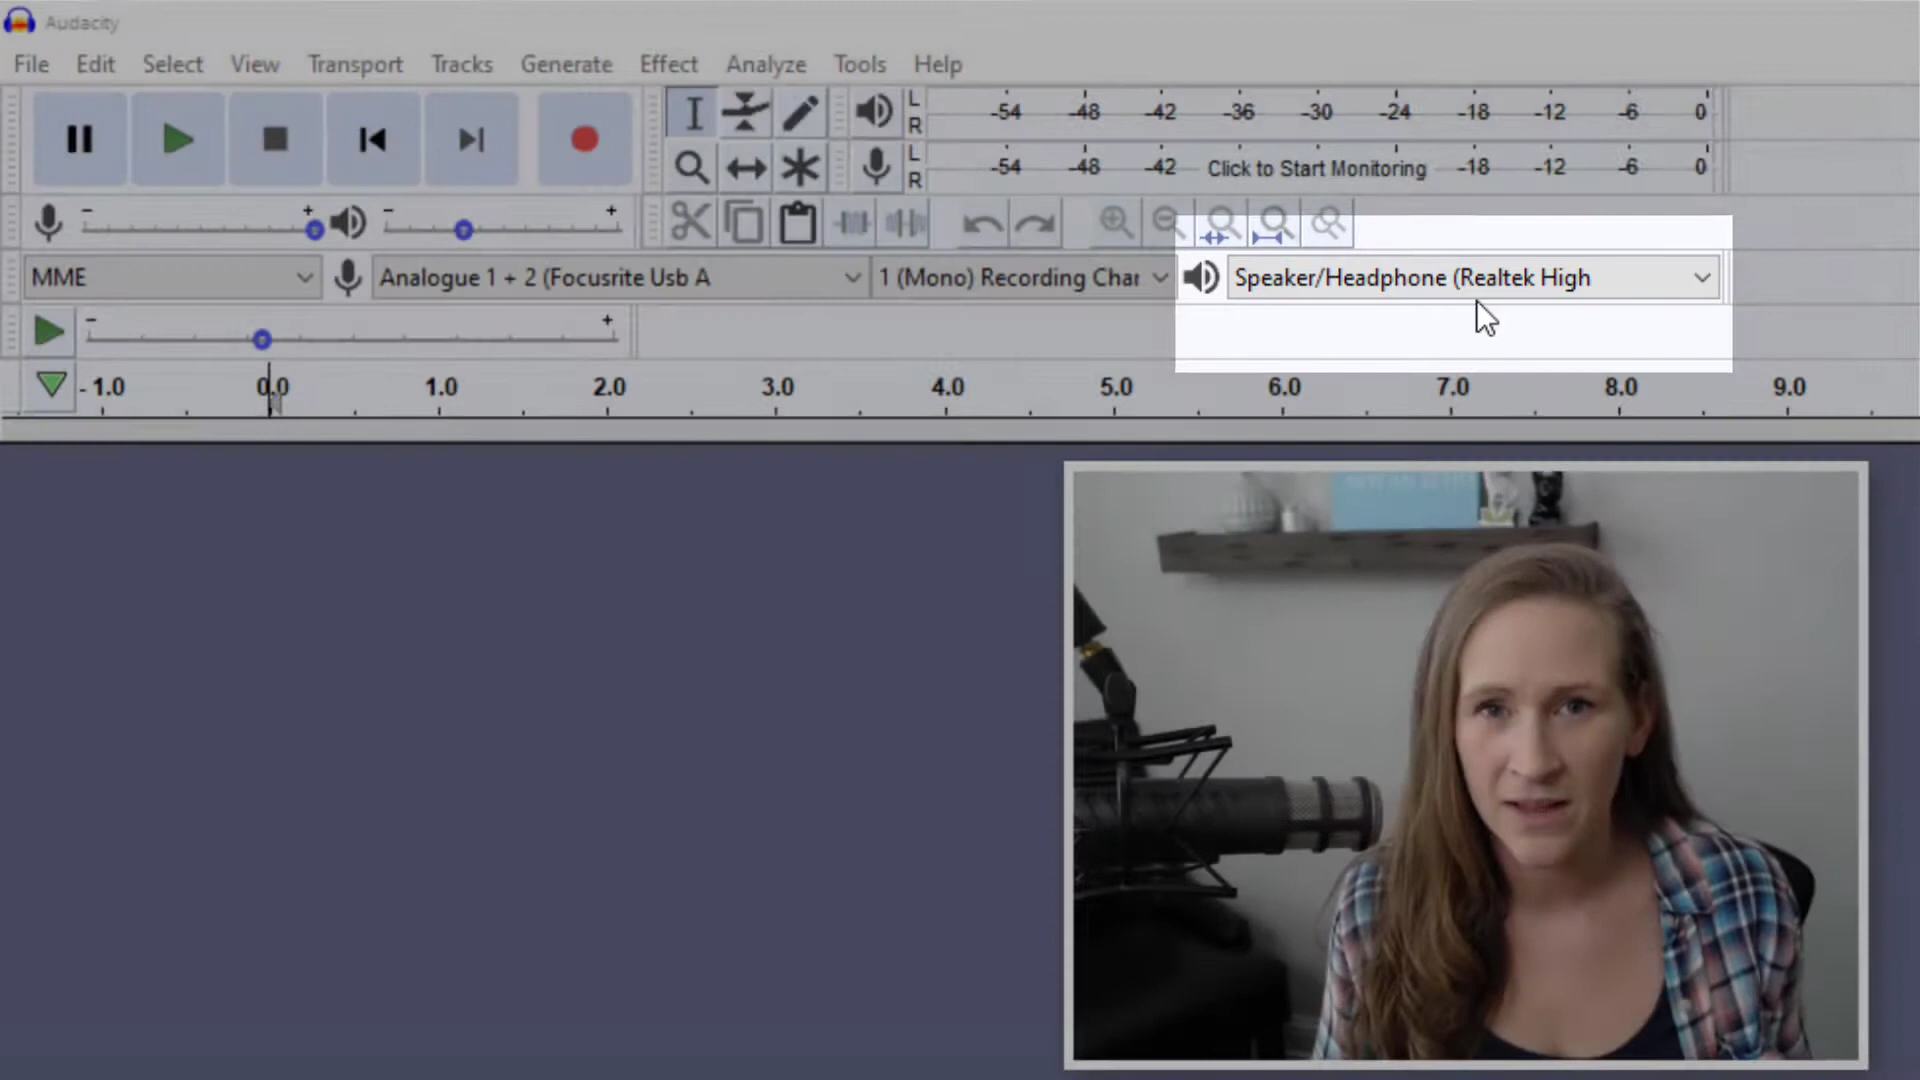 Audacity
File Edit Select View Transport Tracks Generate Effect Analyze Tools Help
L
R
-54 -48 -42 -36 -30 -24 -18 -12 -6 0
L
R
-54 -48 -42 Click to Start Monitoring -18 -12 -6 0
- + - +
MME
Analogue 1 + 2 (Focusrite Usb A
1 (Mono) Recording Char
Speaker/Headphone (Realtek High
- +
-1.0 0.0 1.0 2.0 3.0 4.0 5.0 6.0 7.0 8.0 9.0